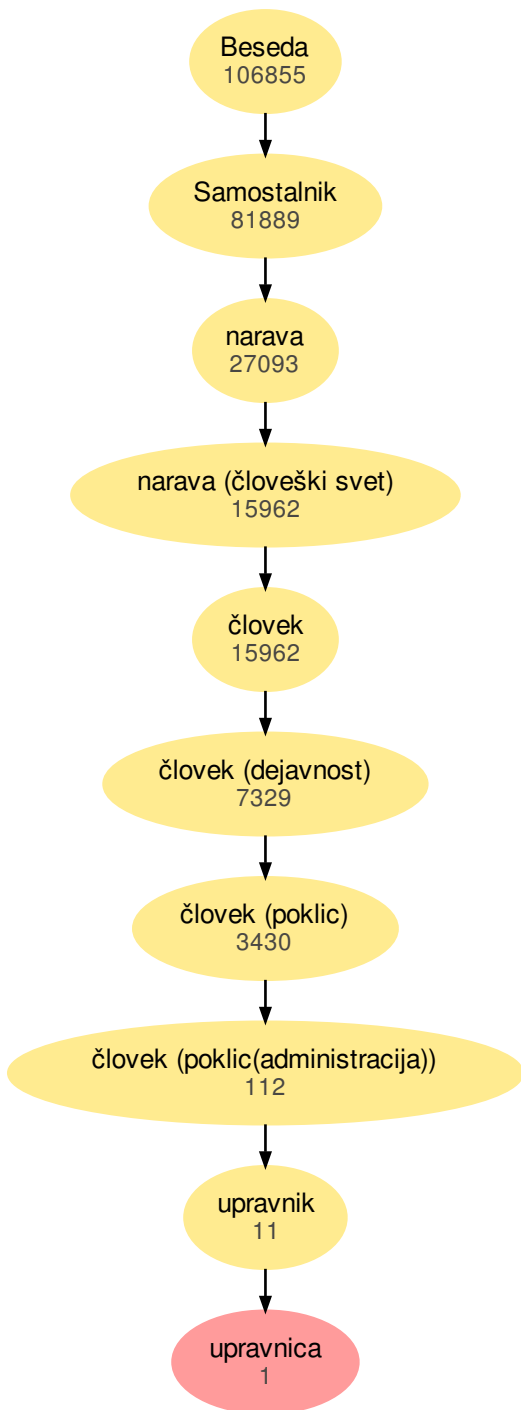 Beseda
106855
Samostalnik
81889
narava
27093
narava (človeški svet)
15962
človek
15962
človek (dejavnost)
7329
človek (poklic)
3430
človek (poklic(administracija))
112
upravnik
11
upravnica
1